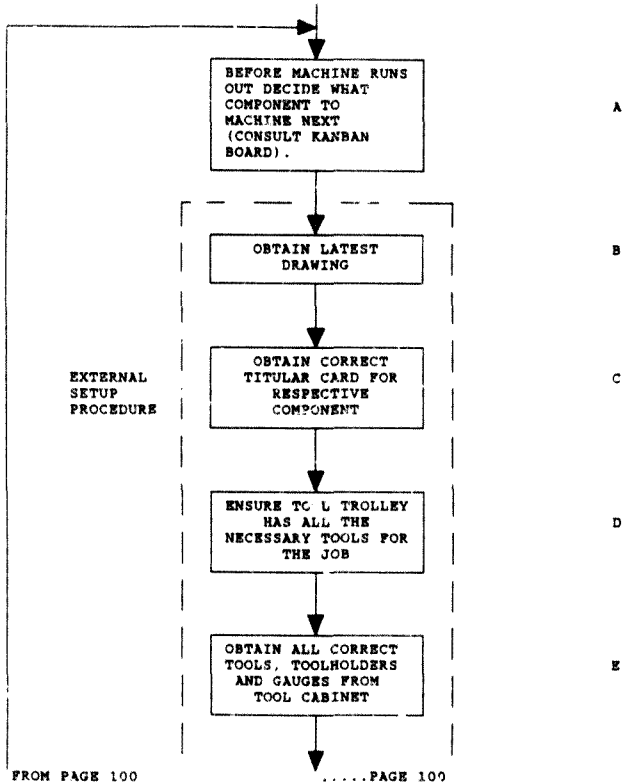 BEFORE MACHINE RUNS
OUT DECIDE WHAT
COMPONENT TO
MACHINE NEXT
(CONSULT KANBAN
BOARD).
A
OBTAIN LATEST
DRAWING
B
EXTERNAL
SETUP
PROCEDURE
OBTAIN CORRECT
TITULAR CARD FOR
RESPECTIVE
COMPONENT
C
ENSURE TO L TROLLEY
HAS ALL THE
NECESSARY TOOLS FOR
THE JOB
D
OBTAIN ALL CORRECT
TOOLS, TOOLHOLDERS
AND GAUGES FROM
TOOL CABINET
E
FROM PAGE 100
.....PAGE 100